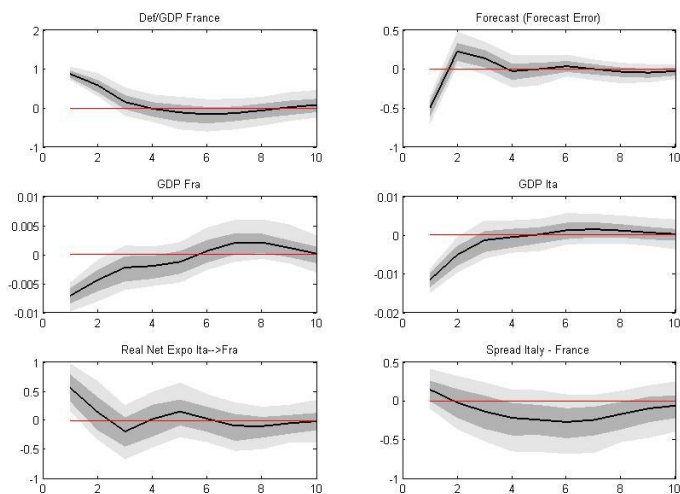 Def/GDP France
Forecast (Forecast Error)
2
1
0
-1
0 2 4 6 8 10
0.5
0
-0.5
-1
0 2 4 6 8 10
GDP Fra
GDP Ita
0.01
0.005
0
-0.005
-0.01
0 2 4 6 8 10
0.01
0
-0.01
-0.02
0 2 4 6 8 10
Real Net Expo Ita-->Fra
Spread Italy - France
1
0.5
0
-0.5
-1
0 2 4 6 8 10
0.5
0
-0.5
-1
0 2 4 6 8 10